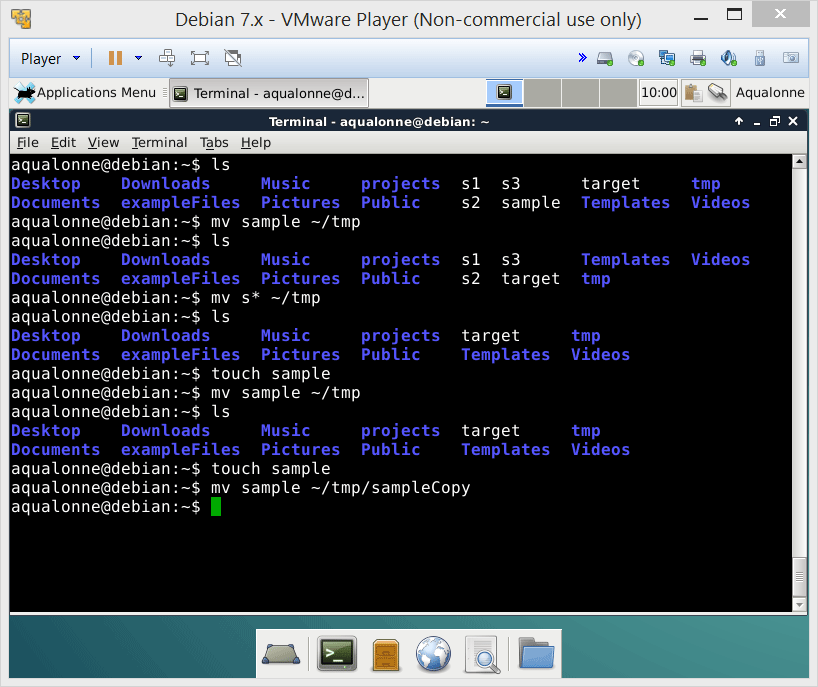 Debian 7.x - VMware Player (Non-commercial use only)
Player
Applications Menu Terminal - aqualonne@d... 10:00 Aqualonne
Terminal - aqualonne@debian: ~
File Edit View Terminal Tabs Help
aqualonne@debian:~$ ls
Desktop Downloads Music projects s1 s3 target tmp
Documents exampleFiles Pictures Public s2 sample Templates Videos
aqualonne@debian:~$ mv sample ~/tmp
aqualonne@debian:~$ ls
Desktop Downloads Music projects s1 s3 Templates Videos
Documents exampleFiles Pictures Public s2 target tmp
aqualonne@debian:~$ mv s* ~/tmp
aqualonne@debian:~$ ls
Desktop Downloads Music projects target tmp
Documents exampleFiles Pictures Public Templates Videos
aqualonne@debian:~$ touch sample
aqualonne@debian:~$ mv sample ~/tmp
aqualonne@debian:~$ ls
Desktop Downloads Music projects target tmp
Documents exampleFiles Pictures Public Templates Videos
aqualonne@debian:~$ touch sample
aqualonne@debian:~$ mv sample ~/tmp/sampleCopy
aqualonne@debian:~$